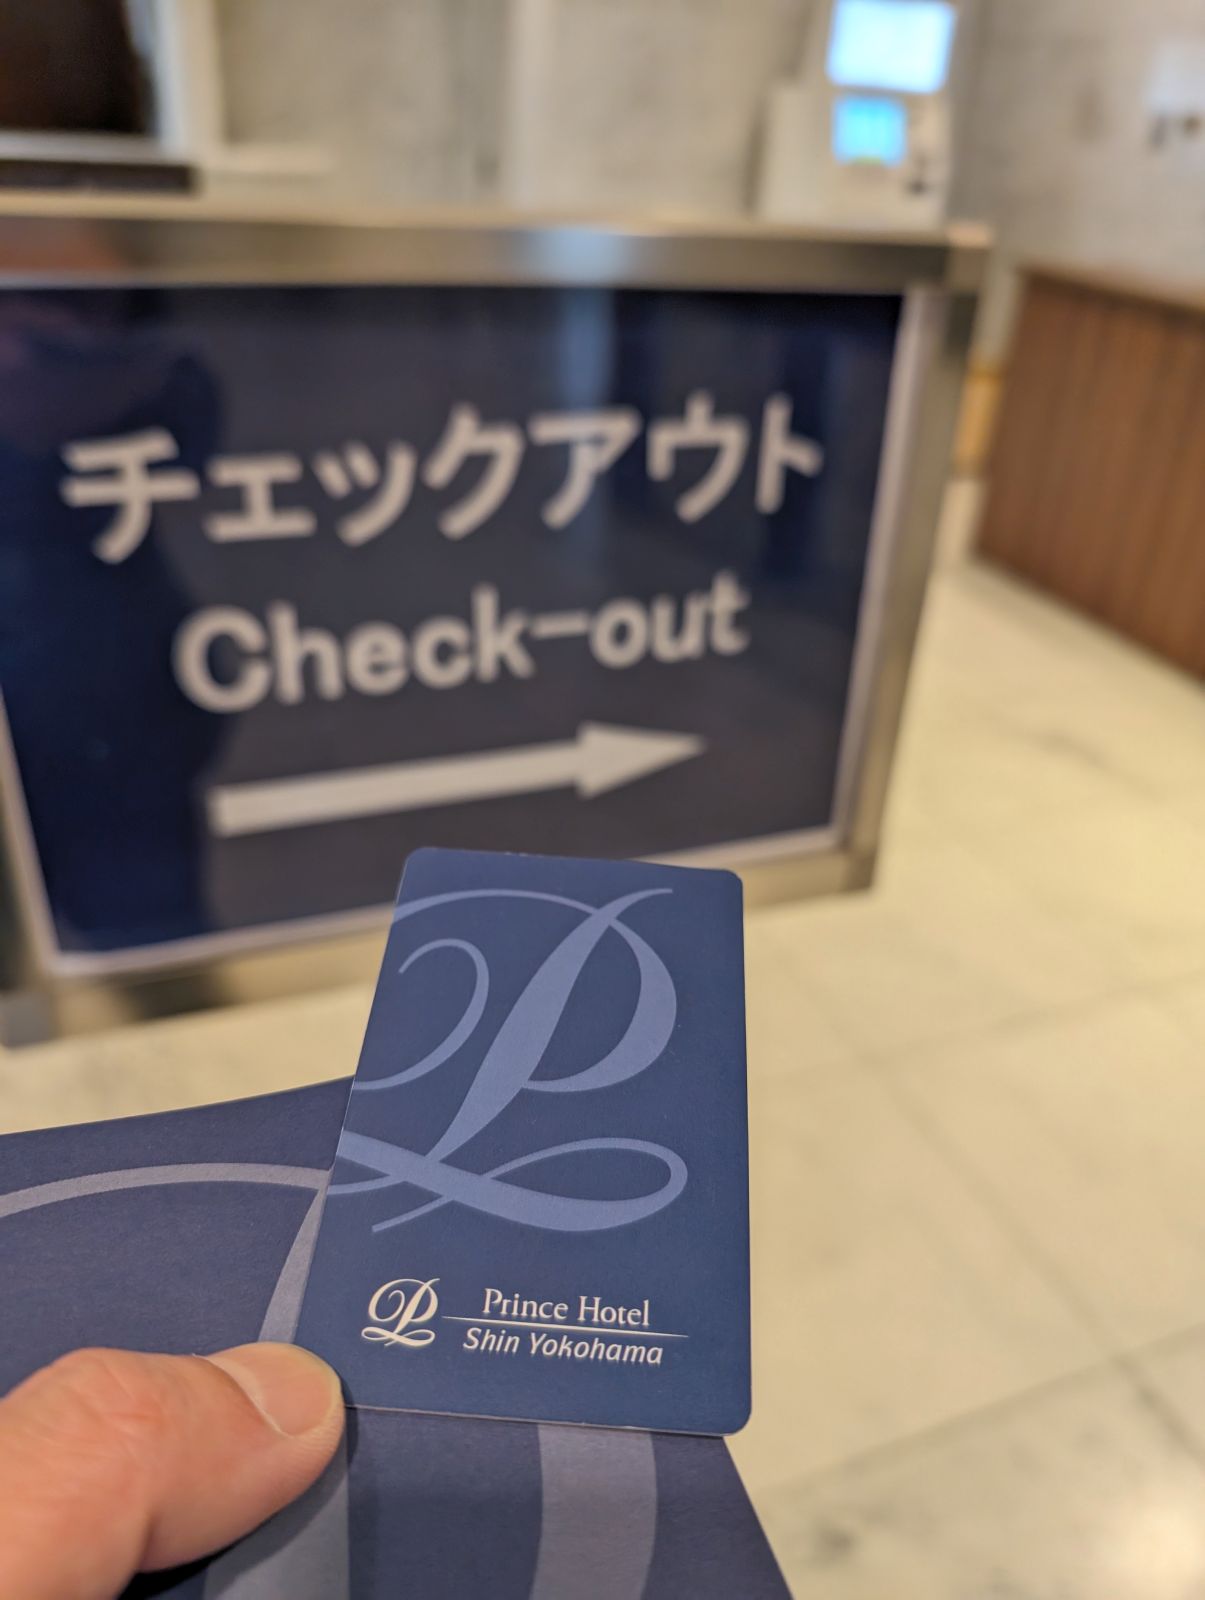 チェックアウト
Check-out
Prince Hotel
Shin Yokohama